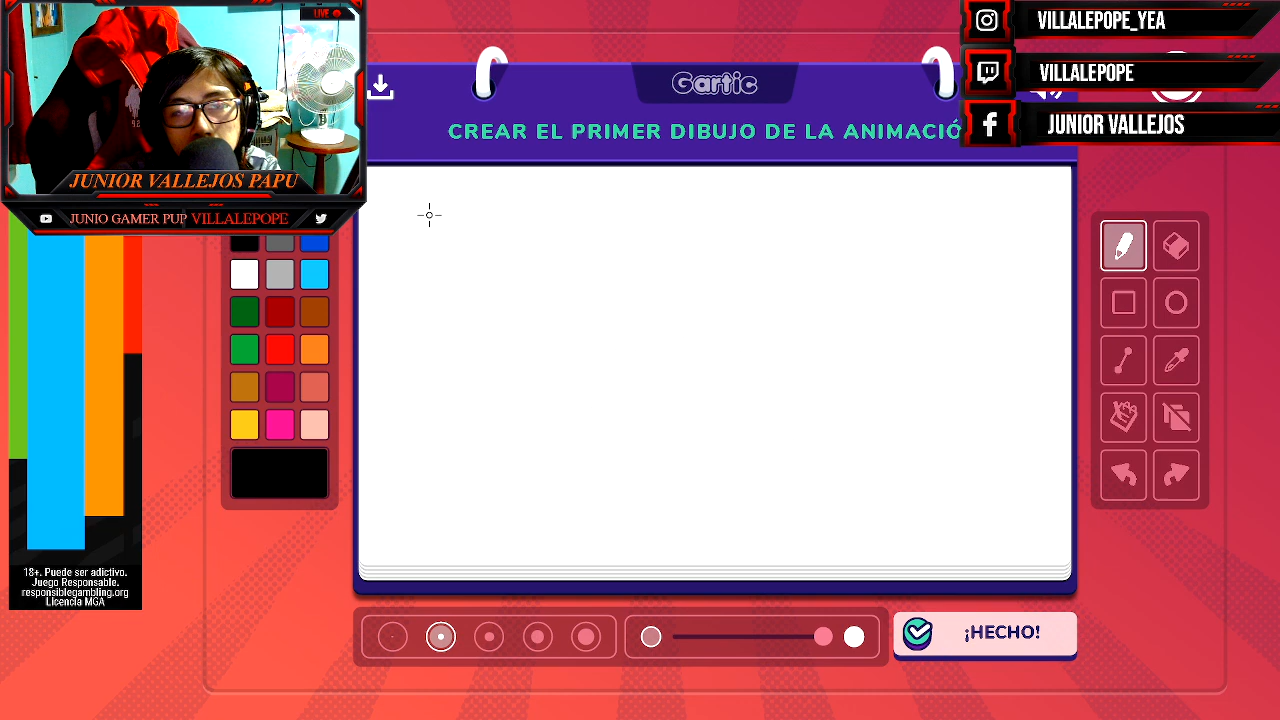 LIVE
JUNIOR VALLEJOS PAPU
JUNIO GAMER PUP VILLALEPOPE
VILLALEPOPE_YEA
VILLALEPOPE
JUNIOR VALLEJOS
Gartic
CREAR EL PRIMER DIBUJO DE LA ANIMACIÓ
18+. Puede ser adictivo.
Juego Responsable.
responsiblegambling.org
Licencia MGA
¡HECHO!